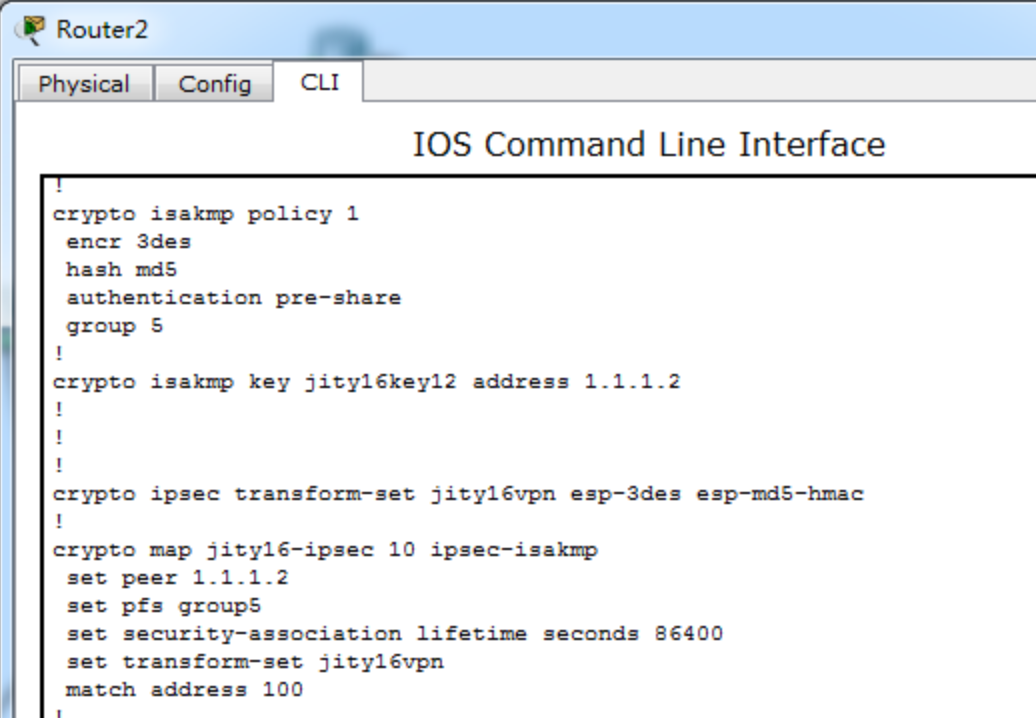 Router2
Physical Config CLI
IOS Command Line Interface
!
crypto isakmp policy 1
 encr 3des
 hash md5
 authentication pre-share
 group 5
!
crypto isakmp key jity16key12 address 1.1.1.2
!
!
!
crypto ipsec transform-set jity16vpn esp-3des esp-md5-hmac
!
crypto map jity16-ipsec 10 ipsec-isakmp
 set peer 1.1.1.2
 set pfs group5
 set security-association lifetime seconds 86400
 set transform-set jity16vpn
 match address 100
!